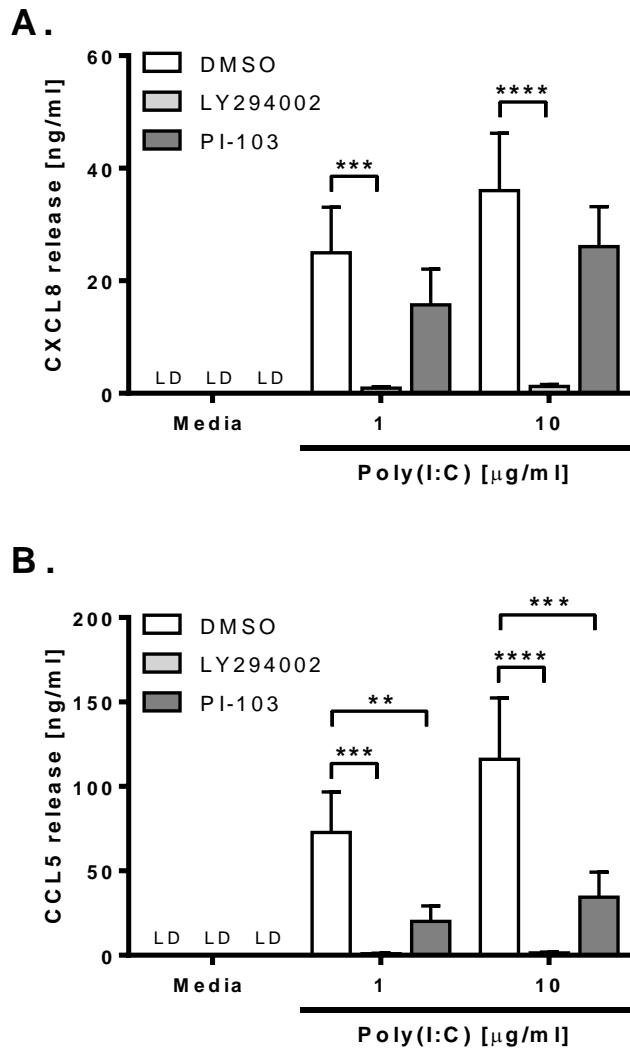 A.
CXCL8 release [ng/ml]
60
40
20
0
DMSO
LY294002
PI-103
***
****
LD LD LD
Media 1 10
Poly(I:C) [μg/ml]
B.
CCL5 release [ng/ml]
200
150
100
50
0
DMSO
LY294002
PI-103
**
***
***
****
LD LD LD
Media 1 10
Poly(I:C) [μg/ml]